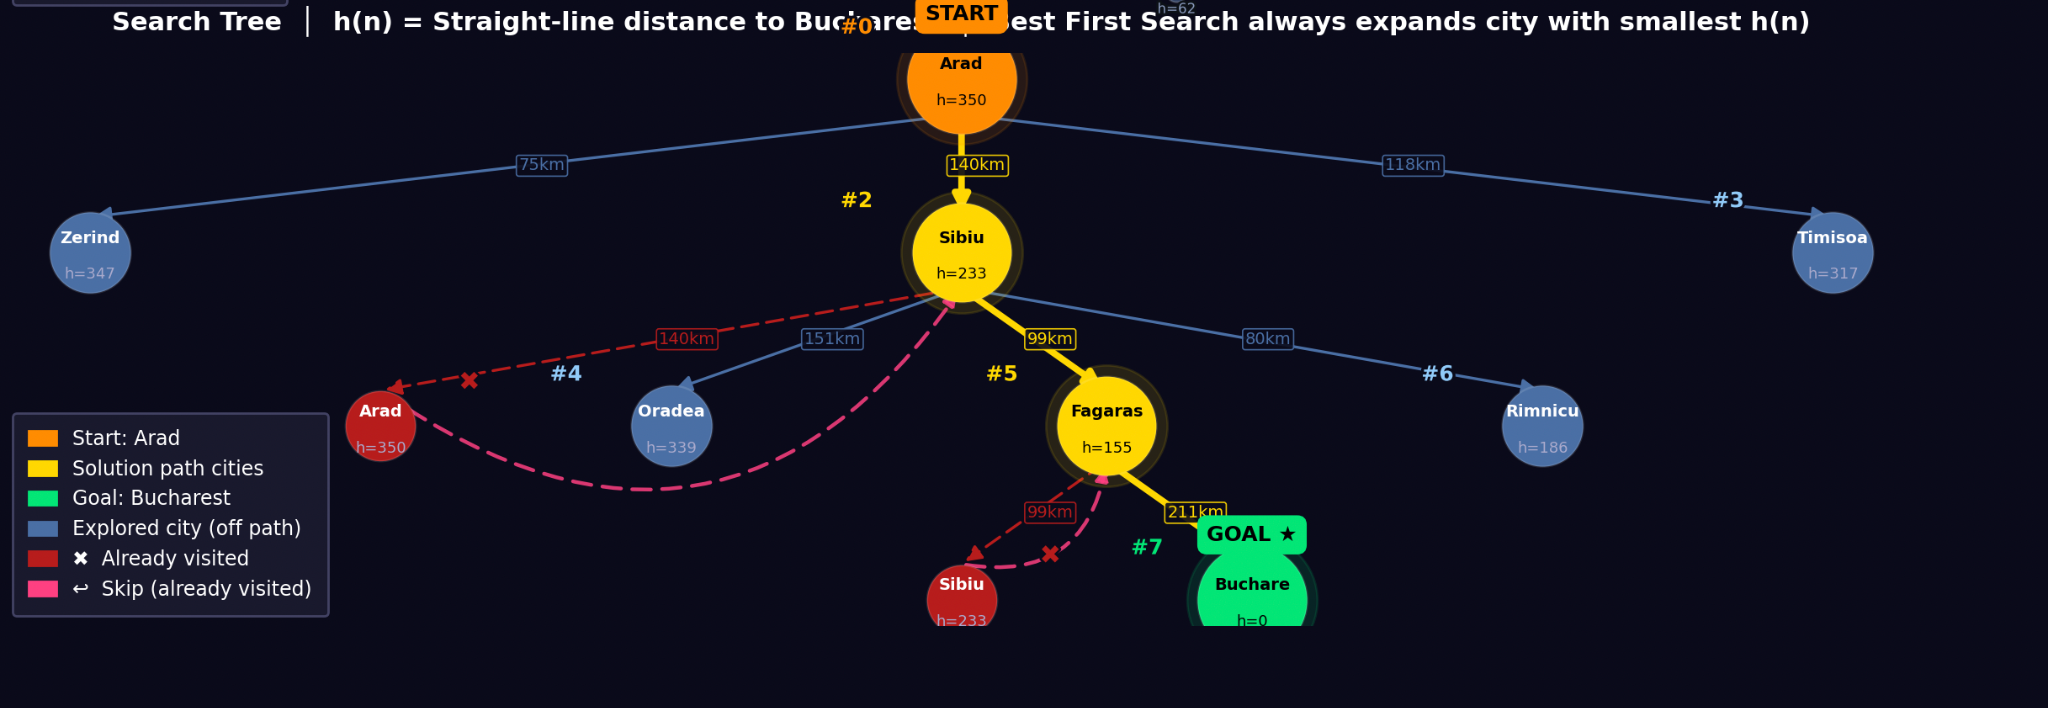 h=62
Search Tree │ h(n) = Straight-line distance to Buchares
est First Search always expands city with smallest h(n)
#0
START
Arad
h=350
75km
140km
118km
#2
#3
Zerind
h=347
Sibiu
h=233
Timisoa
h=317
140km
151km
99km
80km
✖
#4
#5
#6
Arad
h=350
Oradea
h=339
Fagaras
h=155
Rimnicu
h=186
Start: Arad
Solution path cities
Goal: Bucharest
Explored city (off path)
✖ Already visited
↩ Skip (already visited)
99km
211km
✖
#7
GOAL ★
Sibiu
h=233
Buchare
h=0